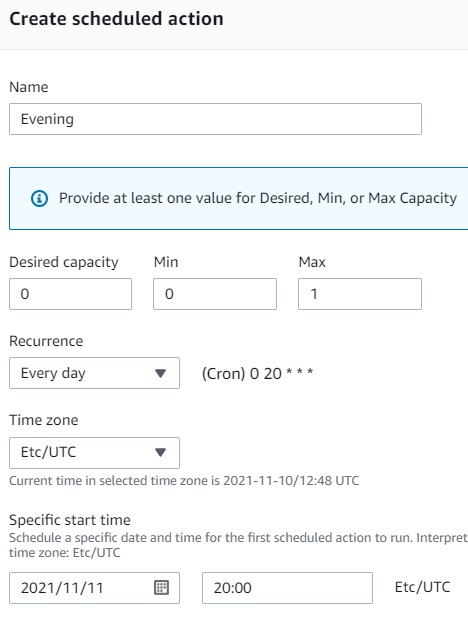 Create scheduled action
Name
Evening
Provide at least one value for Desired, Min, or Max Capacity
Desired capacity Min Max
0 0 1
Recurrence
Every day (Cron) 0 20 * * *
Time zone
Etc/UTC
Current time in selected time zone is 2021-11-10/12:48 UTC
Specific start time
Schedule a specific date and time for the first scheduled action to run. Interpret
time zone: Etc/UTC
2021/11/11 20:00 Etc/UTC